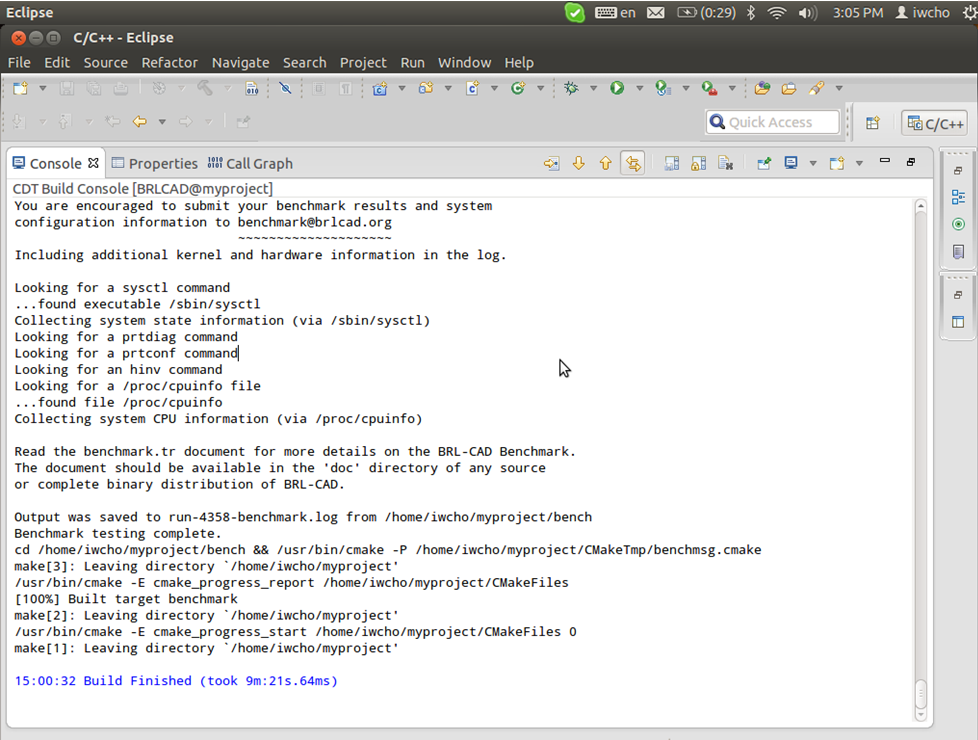 Eclipse
en (0:29) 3:05 PM iwcho
C/C++ - Eclipse
File Edit Source Refactor Navigate Search Project Run Window Help
Quick Access C/C++
Console Properties Call Graph
CDT Build Console [BRLCAD@myproject]
You are encouraged to submit your benchmark results and system
configuration information to benchmark@brlcad.org
~~~~~~~~~~~~~~~~~~~~
Including additional kernel and hardware information in the log.
Looking for a sysctl command
...found executable /sbin/sysctl
Collecting system state information (via /sbin/sysctl)
Looking for a prtdiag command
Looking for a prtconf command
Looking for an hinv command
Looking for a /proc/cpuinfo file
...found file /proc/cpuinfo
Collecting system CPU information (via /proc/cpuinfo)
Read the benchmark.tr document for more details on the BRL-CAD Benchmark.
The document should be available in the 'doc' directory of any source
or complete binary distribution of BRL-CAD.
Output was saved to run-4358-benchmark.log from /home/iwcho/myproject/bench
Benchmark testing complete.
cd /home/iwcho/myproject/bench && /usr/bin/cmake -P /home/iwcho/myproject/CMakeTmp/benchmsg.cmake
make[3]: Leaving directory `/home/iwcho/myproject'
/usr/bin/cmake -E cmake_progress_report /home/iwcho/myproject/CMakeFiles
[100%] Built target benchmark
make[2]: Leaving directory `/home/iwcho/myproject'
/usr/bin/cmake -E cmake_progress_start /home/iwcho/myproject/CMakeFiles 0
make[1]: Leaving directory `/home/iwcho/myproject'
15:00:32 Build Finished (took 9m:21s.64ms)